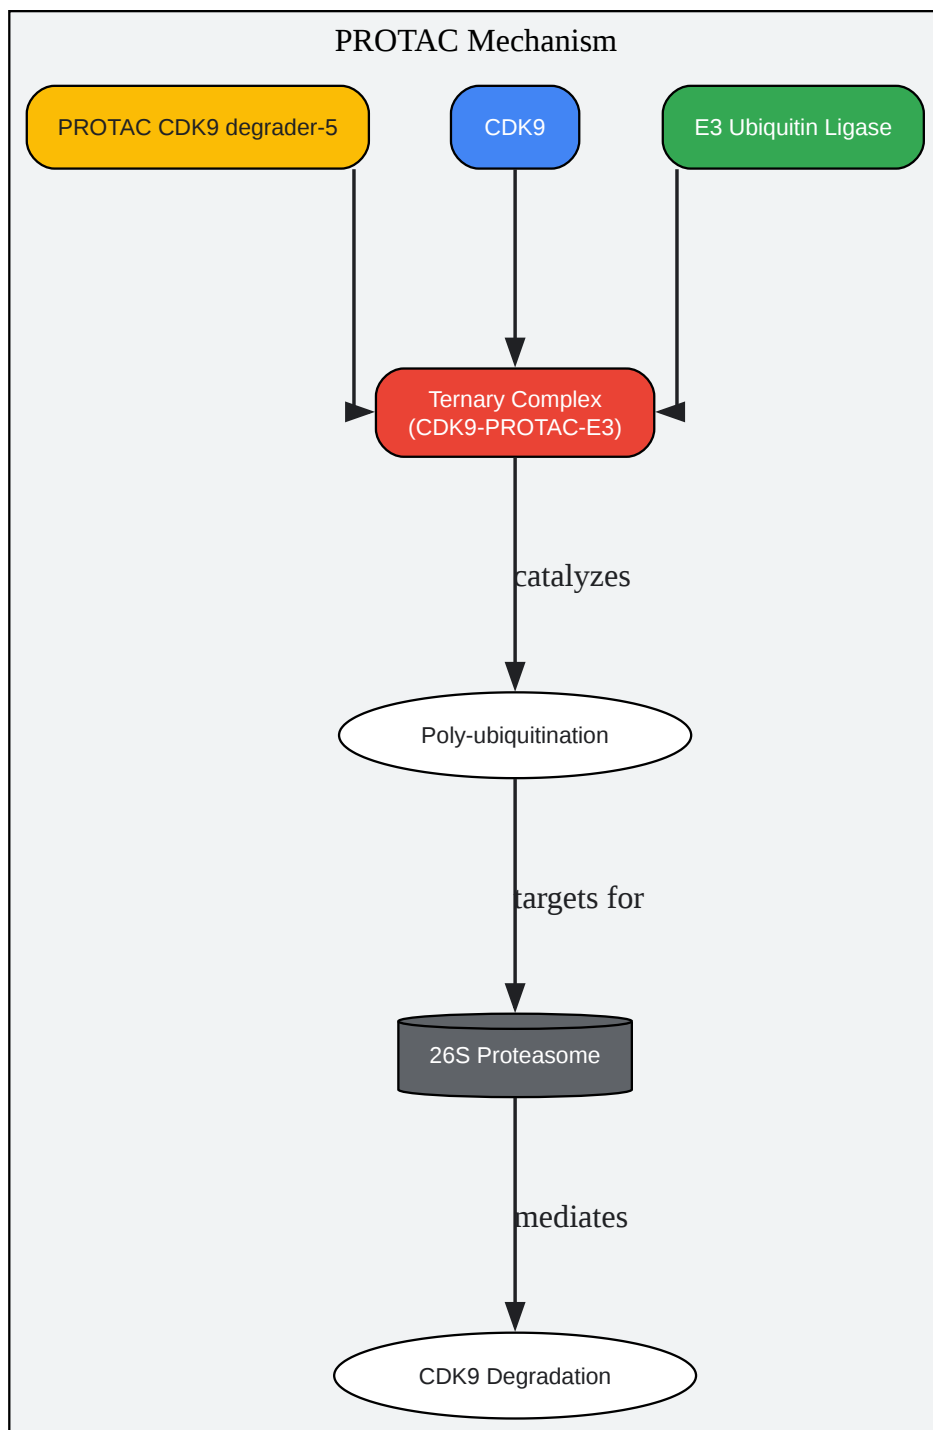 PROTAC Mechanism
PROTAC CDK9 degrader-5
CDK9
E3 Ubiquitin Ligase
Ternary Complex
(CDK9-PROTAC-E3)
catalyzes
Poly-ubiquitination
targets for
26S Proteasome
mediates
CDK9 Degradation